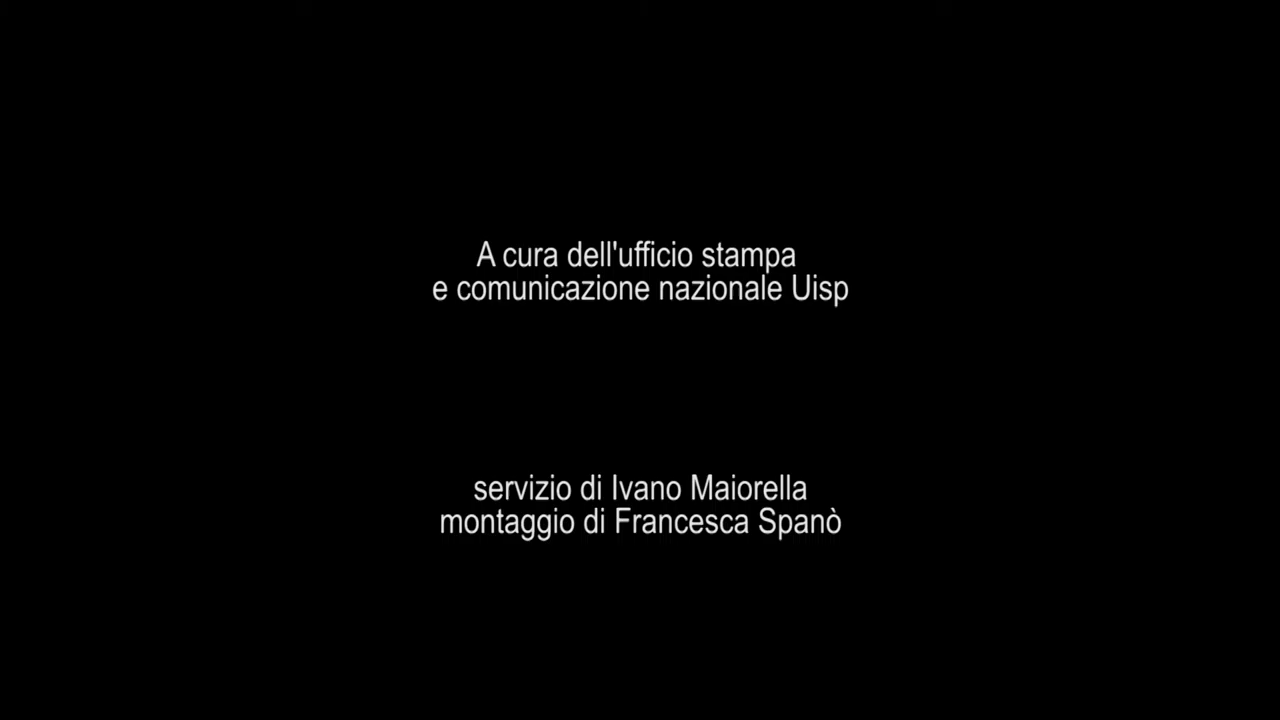 A cura dell'ufficio stampa
e comunicazione nazionale Uisp
servizio di Ivano Maiorella
montaggio di Francesca Spanò